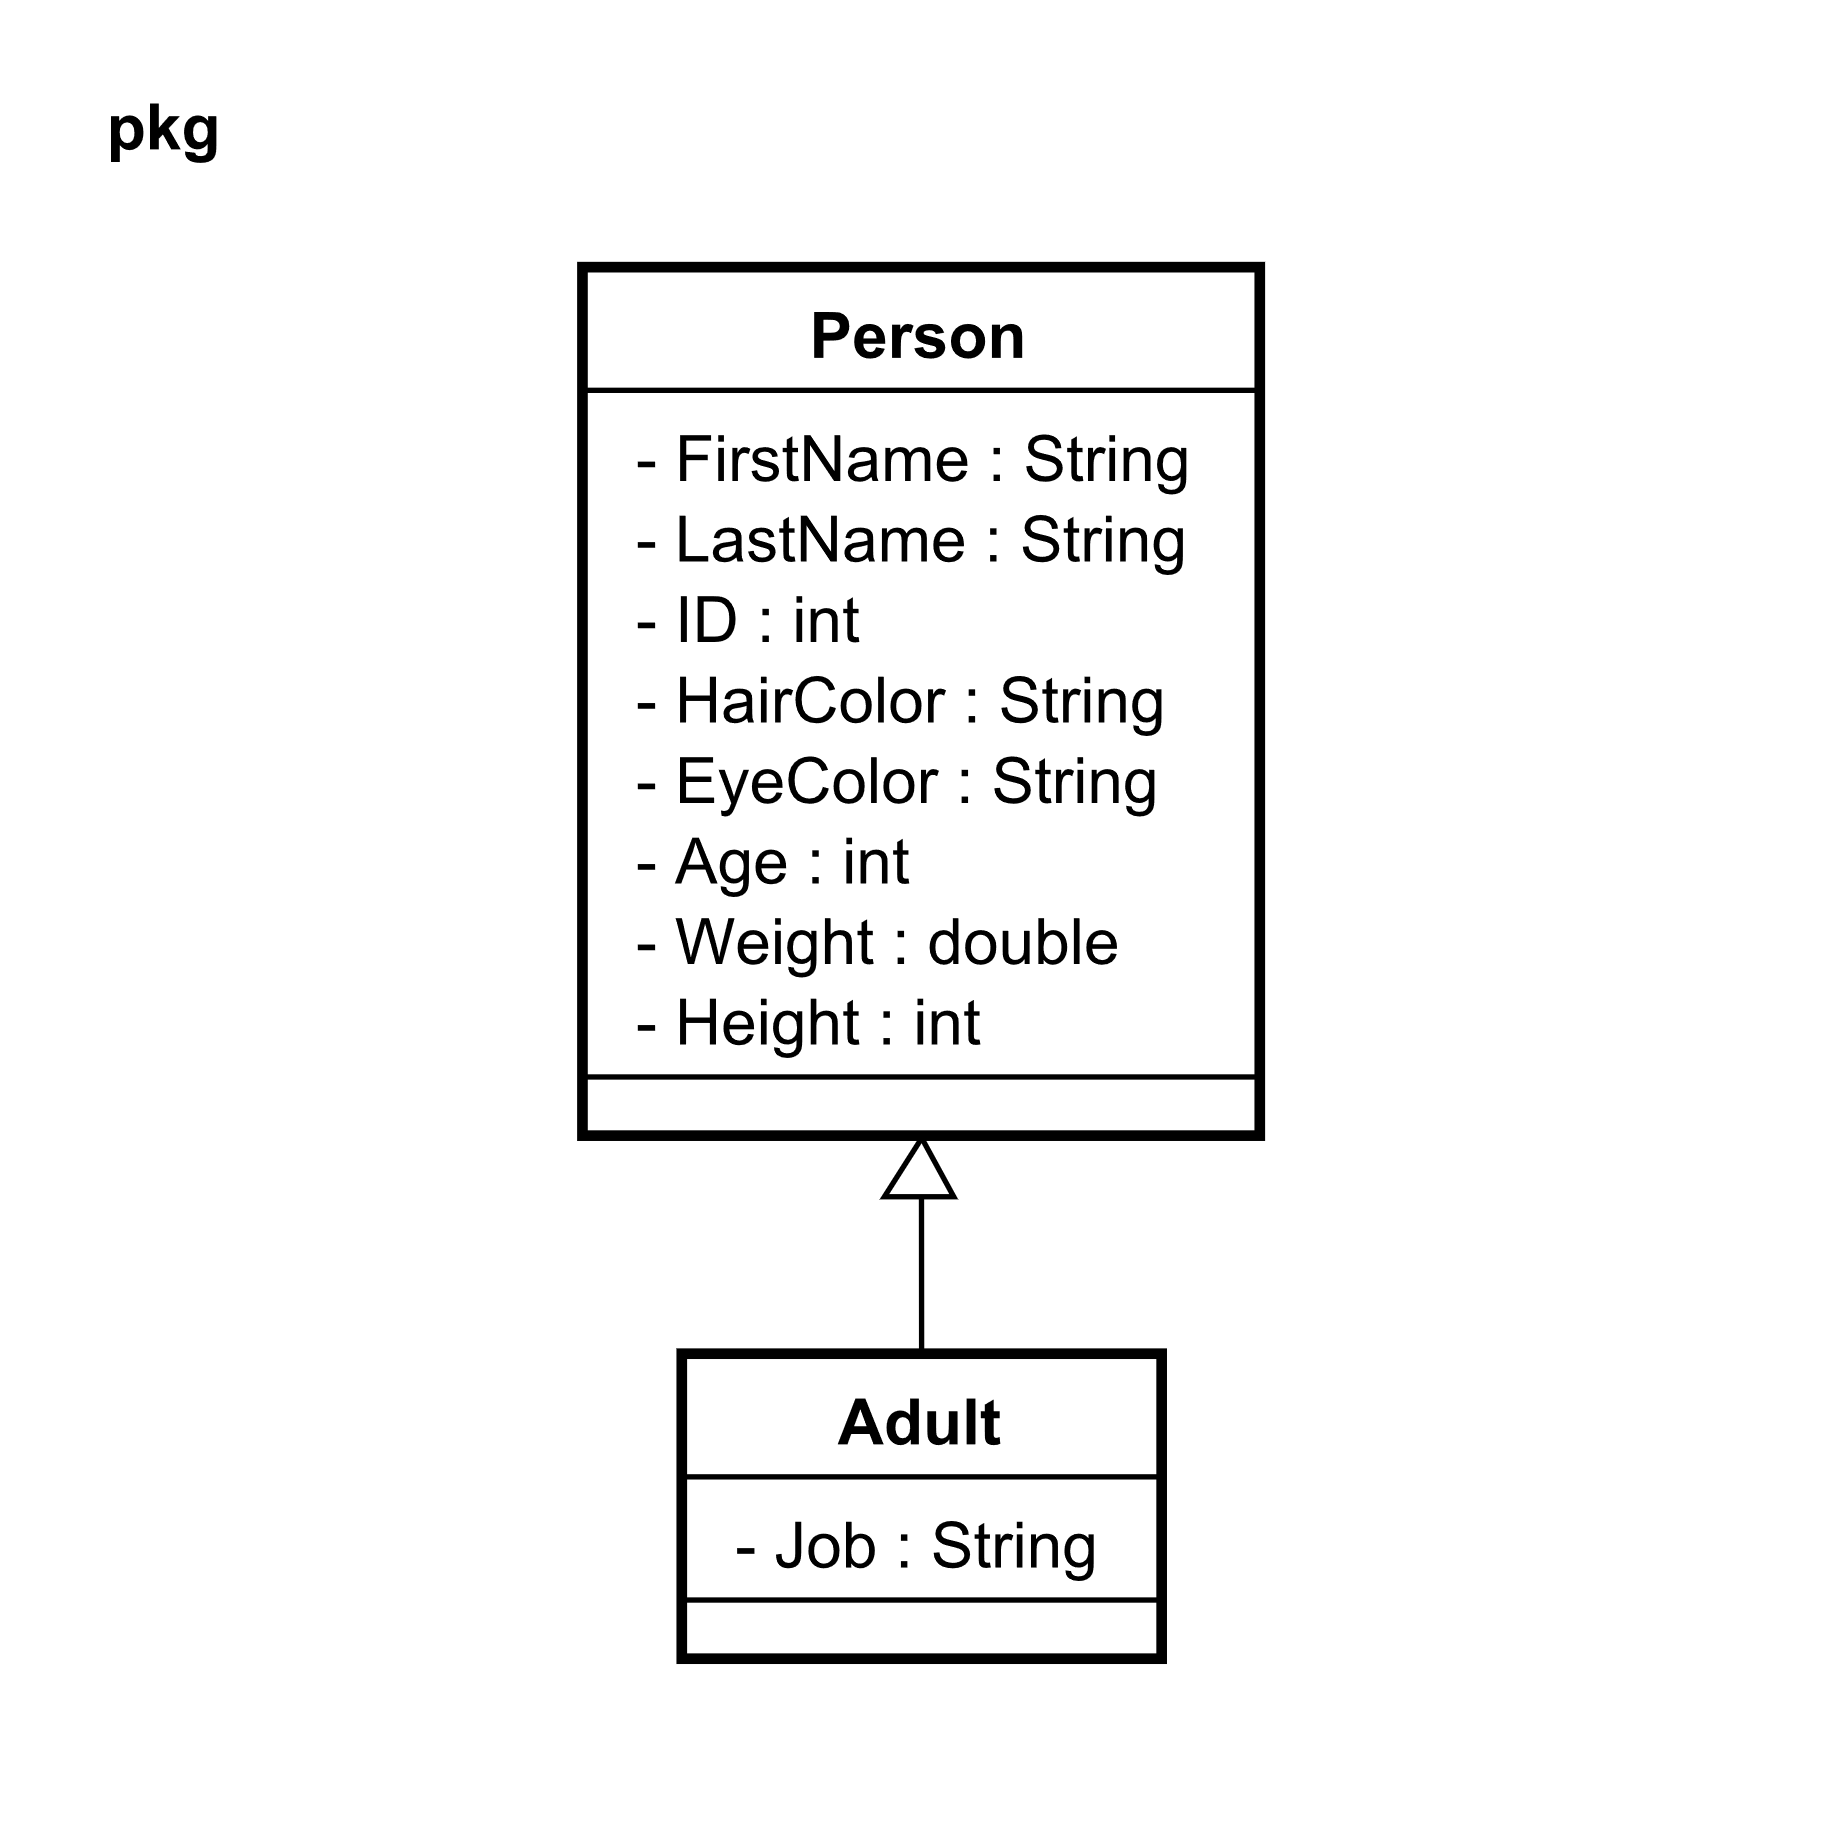 pkg
Person
- FirstName : String
- LastName : String
- ID : int
- HairColor : String
- EyeColor : String
- Age : int
- Weight : double
- Height : int
Adult
- Job : String